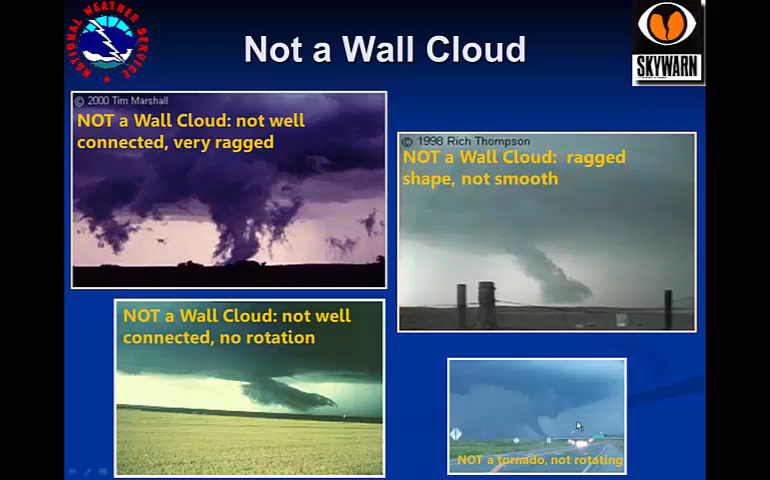 NATIONAL WEATHER SERVICE
Not a Wall Cloud
SKYWARN
© 2000 Tim Marshall
NOT a Wall Cloud: not well
connected, very ragged
© 1998 Rich Thompson
NOT a Wall Cloud: ragged
shape, not smooth
NOT a Wall Cloud: not well
connected, no rotation
NOT a tornado, not rotating